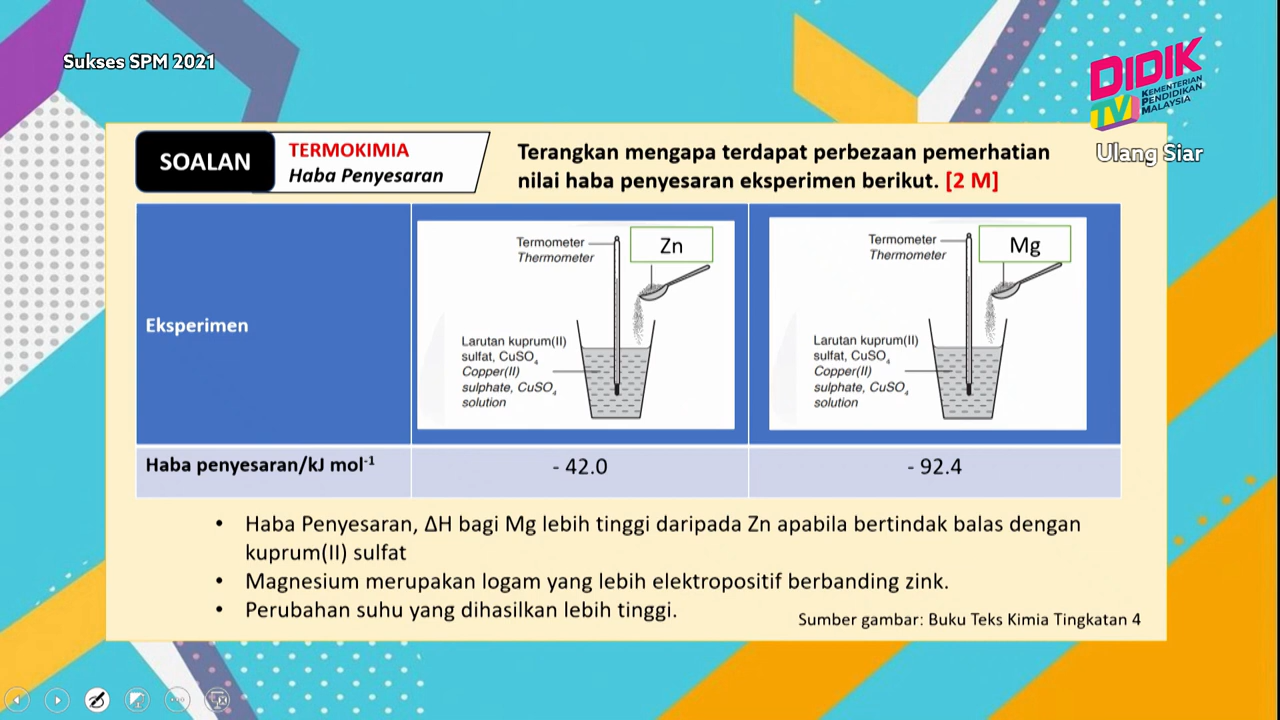 Sukses SPM 2021
DIDIK
TV
KEMENTERIAN
PENDIDIKAN
MALAYSIA
Ulang Siar
SOALAN
TERMOKIMIA
Haba Penyesaran
Terangkan mengapa terdapat perbezaan pemerhatian
nilai haba penyesaran eksperimen berikut. [2 M]
Eksperimen
Termometer
Thermometer
Zn
Larutan kuprum(II)
sulfat, CuSO₄
Copper(II)
sulphate, CuSO₄
solution
Termometer
Thermometer
Mg
Larutan kuprum(II)
sulfat, CuSO₄
Copper(II)
sulphate, CuSO₄
solution
Haba penyesaran/kJ mol⁻¹
- 42.0
- 92.4
• Haba Penyesaran, ΔH bagi Mg lebih tinggi daripada Zn apabila bertindak balas dengan
kuprum(II) sulfat
• Magnesium merupakan logam yang lebih elektropositif berbanding zink.
• Perubahan suhu yang dihasilkan lebih tinggi.
Sumber gambar: Buku Teks Kimia Tingkatan 4